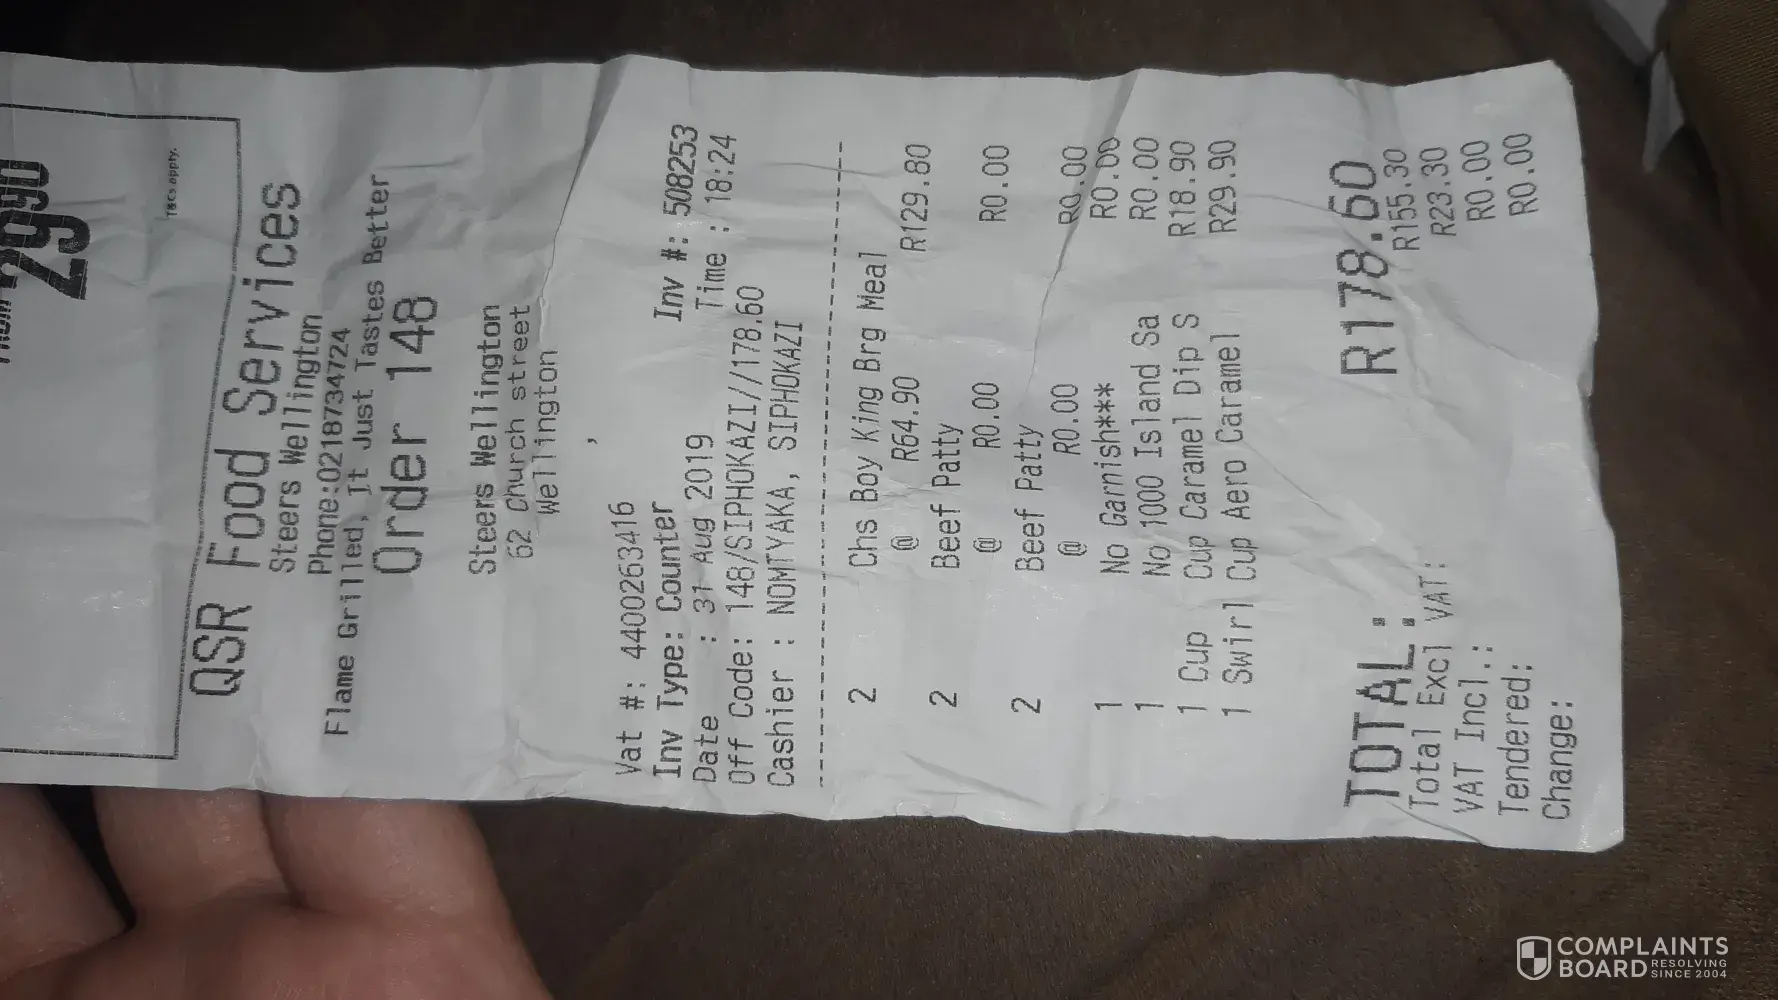 2990
T&Cs apply.
QSR Food Services
Steers Wellington
Phone:0218734724
Flame Grilled, It Just Tastes Better
Order 148
Steers Wellington
62 Church street
Wellington
,
Vat #: 4400263416
Inv Type: Counter Inv #: 508253
Date : 31 Aug 2019 Time : 18:24
Off Code: 148/SIPHOKAZI//178.60
Cashier : NOMTYAKA, SIPHOKAZI
--------------------------------
2 Chs Boy King Brg Meal
@ R64.90 R129.80
2 Beef Patty
@ R0.00 R0.00
2 Beef Patty
@ R0.00 R0.00
1 No Garnish*** R0.00
1 No 1000 Island Sa R0.00
1 Cup Cup Caramel Dip S R18.90
1 Swirl Cup Aero Caramel R29.90
TOTAL: R178.60
Total Excl VAT: R155.30
VAT Incl.: R23.30
Tendered: R0.00
Change: R0.00
COMPLAINTS
BOARD RESOLVING
SINCE 2004